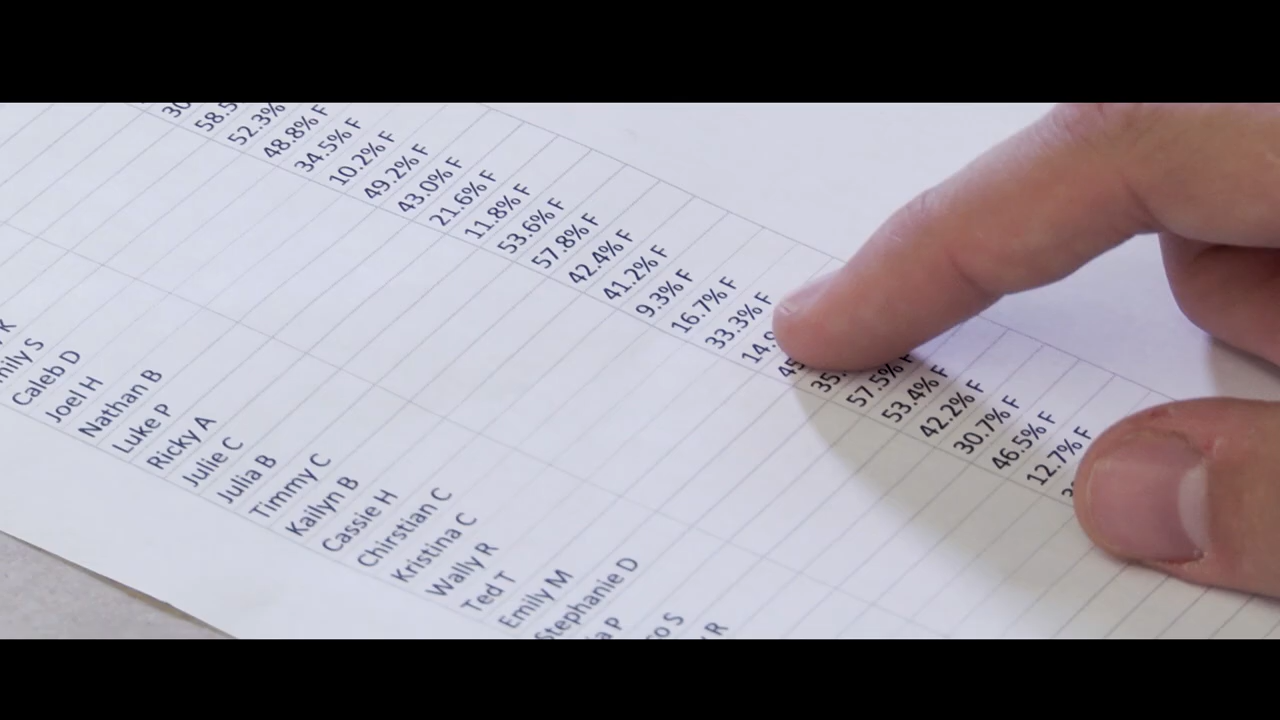 Caleb D
Joel H
Nathan B
Luke P
Ricky A
Julie C
Julia B
Timmy C
Kailyn B
Cassie H
Chirstian C
Kristina C
Wally R
Ted T
Emily M
Stephanie D
52.3%
48.8% F
34.5% F
10.2% F
49.2% F
43.0% F
21.6% F
11.8% F
53.6% F
57.8% F
42.4% F
41.2% F
9.3% F
16.7% F
33.3% F
57.5% F
53.4% F
42.2% F
30.7% F
46.5% F
12.7% F